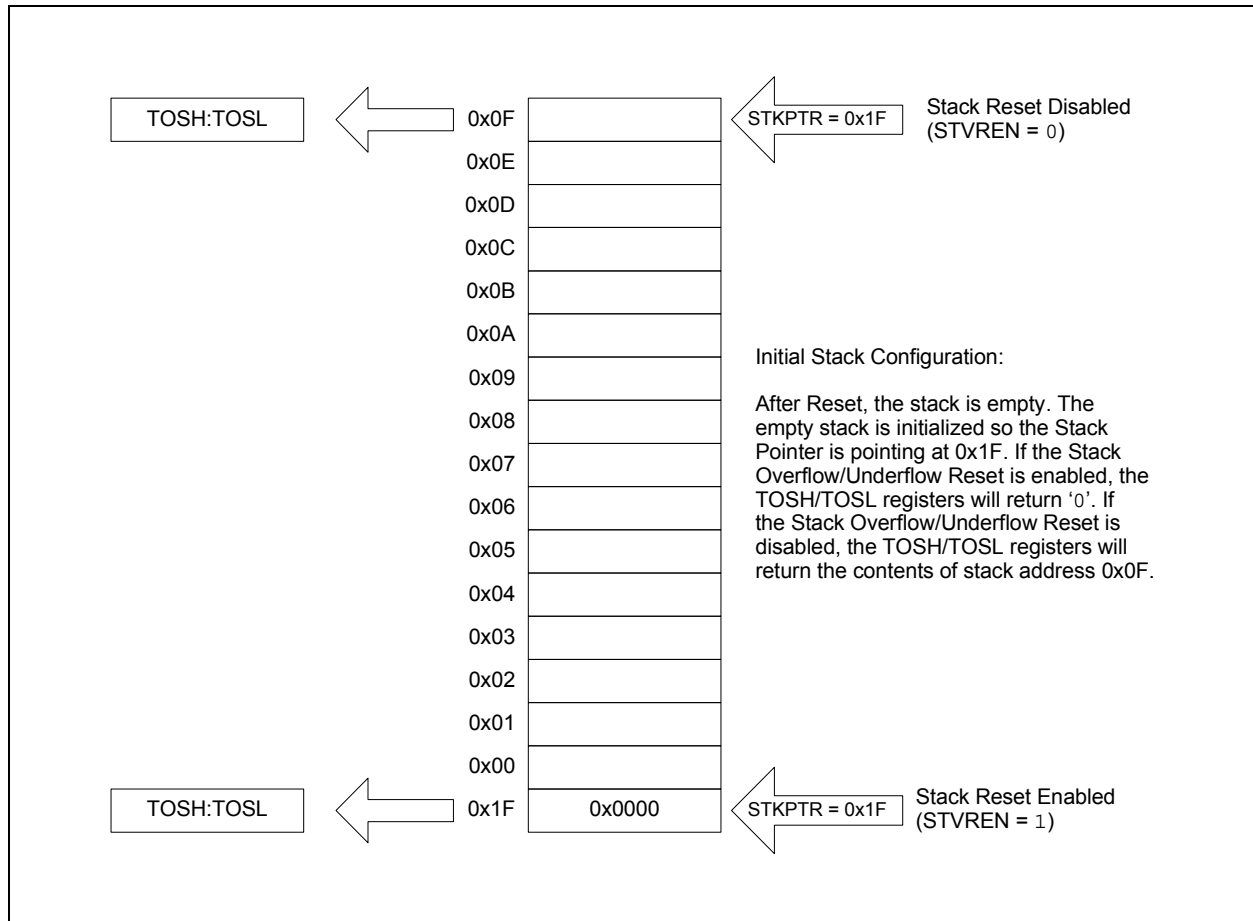 TOSH:TOSL
0x0F
STKPTR = 0x1F
Stack Reset Disabled
(STVREN = 0)
0x0E
0x0D
0x0C
0x0B
0x0A
0x09
0x08
0x07
0x06
0x05
0x04
0x03
0x02
0x01
0x00
Initial Stack Configuration:
After Reset, the stack is empty. The
empty stack is initialized so the Stack
Pointer is pointing at 0x1F. If the Stack
Overflow/Underflow Reset is enabled, the
TOSH/TOSL registers will return ‘0’. If
the Stack Overflow/Underflow Reset is
disabled, the TOSH/TOSL registers will
return the contents of stack address 0x0F.
TOSH:TOSL
0x1F
0x0000
STKPTR = 0x1F
Stack Reset Enabled
(STVREN = 1)